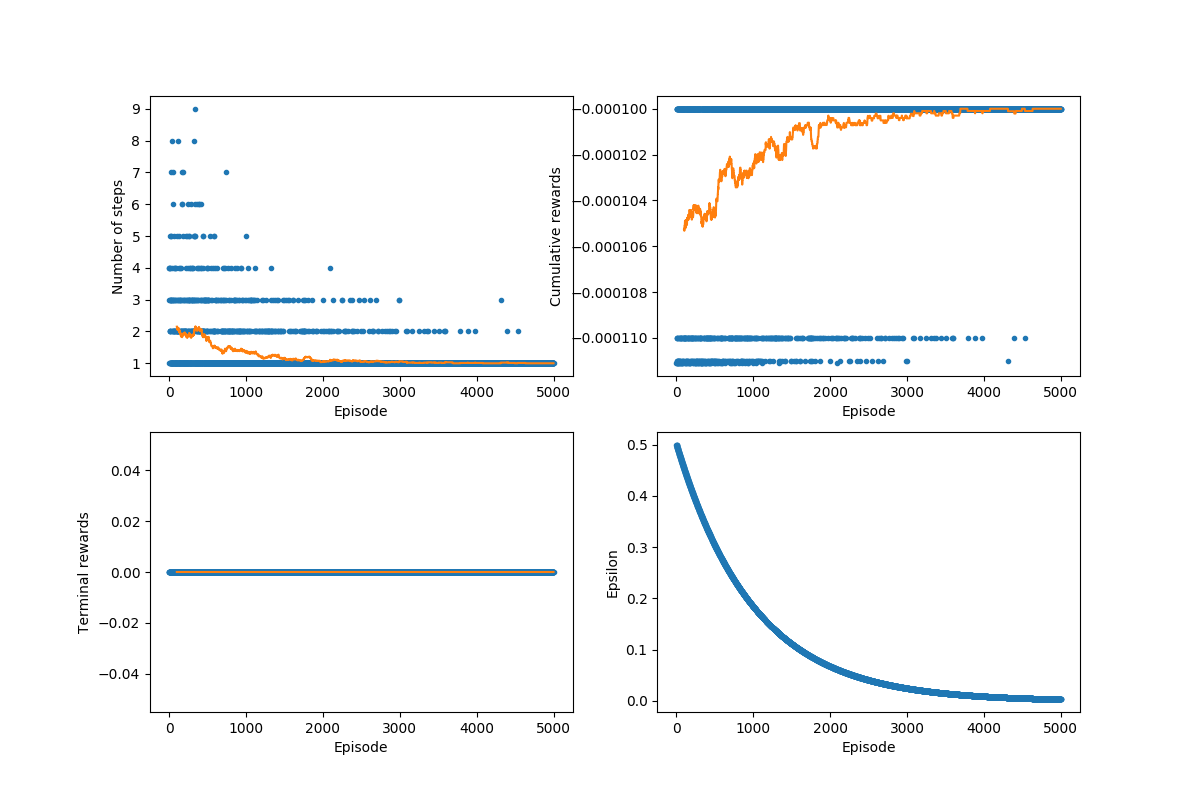 9
8
7
6
5
4
3
2
1
Number of steps
0 1000 2000 3000 4000 5000
Episode
−0.000100
−0.000102
−0.000104
−0.000106
−0.000108
−0.000110
Cumulative rewards
0 1000 2000 3000 4000 5000
Episode
0.04
0.02
0.00
−0.02
−0.04
Terminal rewards
0 1000 2000 3000 4000 5000
Episode
0.5
0.4
0.3
0.2
0.1
0.0
Epsilon
0 1000 2000 3000 4000 5000
Episode